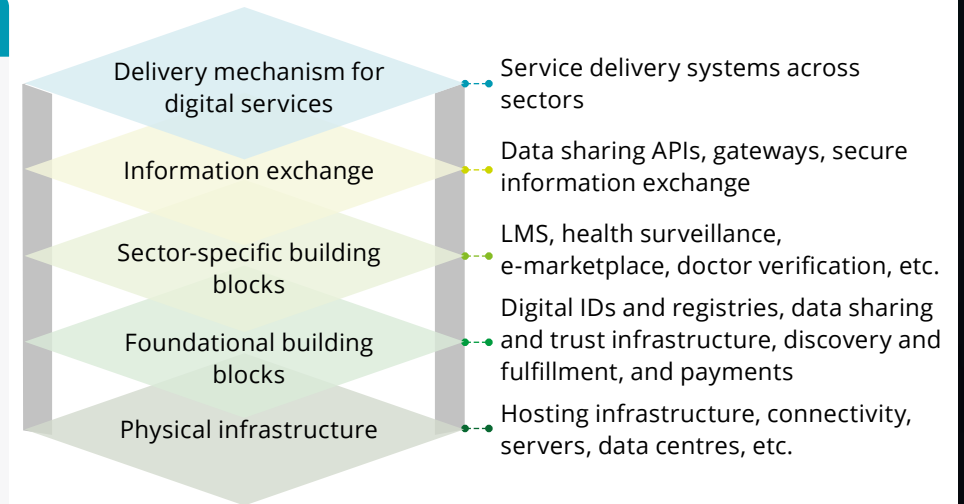 Delivery mechanism for
digital services
Service delivery systems across
sectors
Information exchange
Data sharing APIs, gateways, secure
information exchange
Sector-specific building
blocks
LMS, health surveillance,
e-marketplace, doctor verification, etc.
Foundational building
blocks
Digital IDs and registries, data sharing
and trust infrastructure, discovery and
fulfillment, and payments
Physical infrastructure
Hosting infrastructure, connectivity,
servers, data centres, etc.